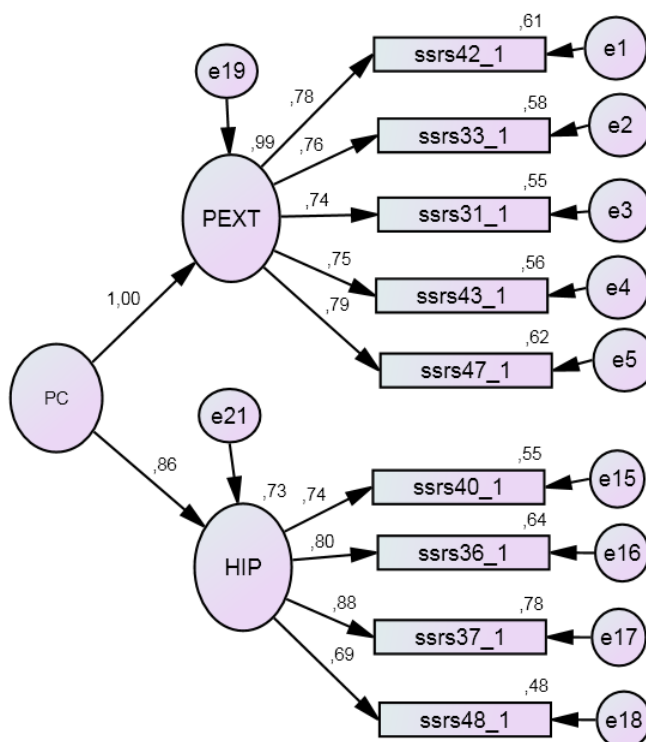 ,61
e1
ssrs42_1
e19
,78
,58
e2
,99
,76
ssrs33_1
,55
PEXT
,74
ssrs31_1
e3
,75
,56
ssrs43_1
e4
1,00
,79
,62
ssrs47_1
e5
PC
e21
,86
,55
,73
,74
ssrs40_1
e15
,64
,80
ssrs36_1
e16
HIP
,88
,78
ssrs37_1
e17
,69
,48
ssrs48_1
e18